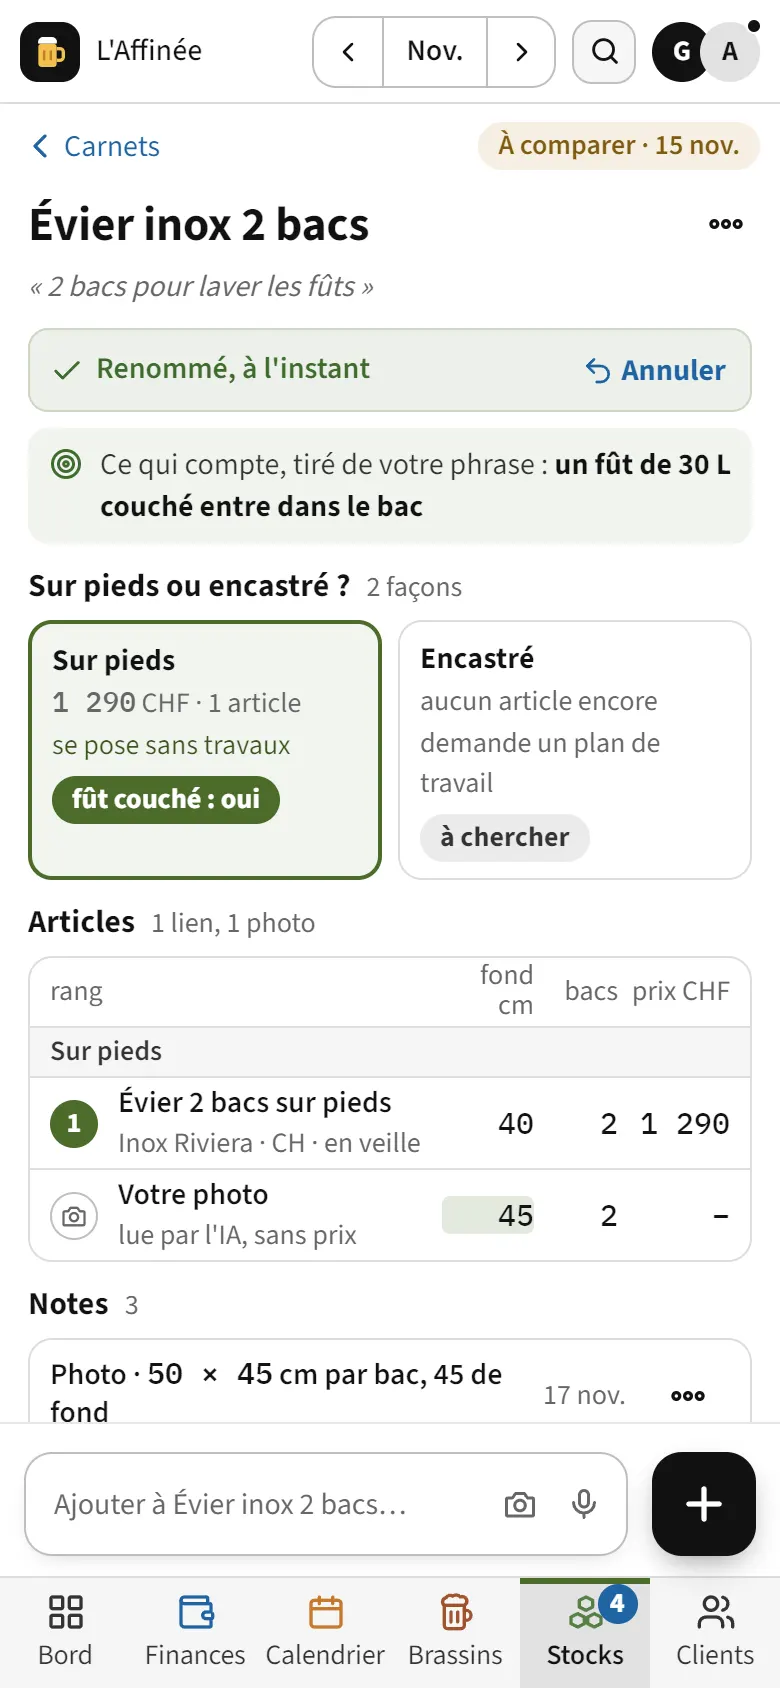 L'Affinée
Nov.
G
A
Carnets
À comparer · 15 nov.
Évier inox 2 bacs
« 2 bacs pour laver les fûts »
Renommé, à l'instant
Annuler
Ce qui compte, tiré de votre phrase : un fût de 30 L
couché entre dans le bac
Sur pieds ou encastré ? 2 façons
Sur pieds
1 290 CHF · 1 article
se pose sans travaux
fût couché : oui
Encastré
aucun article encore
demande un plan de
travail
à chercher
Articles 1 lien, 1 photo
rang
fond
cm
bacs
prix CHF
Sur pieds
1
Évier 2 bacs sur pieds
Inox Riviera · CH · en veille
40
2
1 290
Votre photo
lue par l'IA, sans prix
45
2
–
Notes 3
Photo · 50 × 45 cm par bac, 45 de
fond
17 nov.
Ajouter à Évier inox 2 bacs…
Bord
Finances
Calendrier
Brassins
4
Stocks
Clients